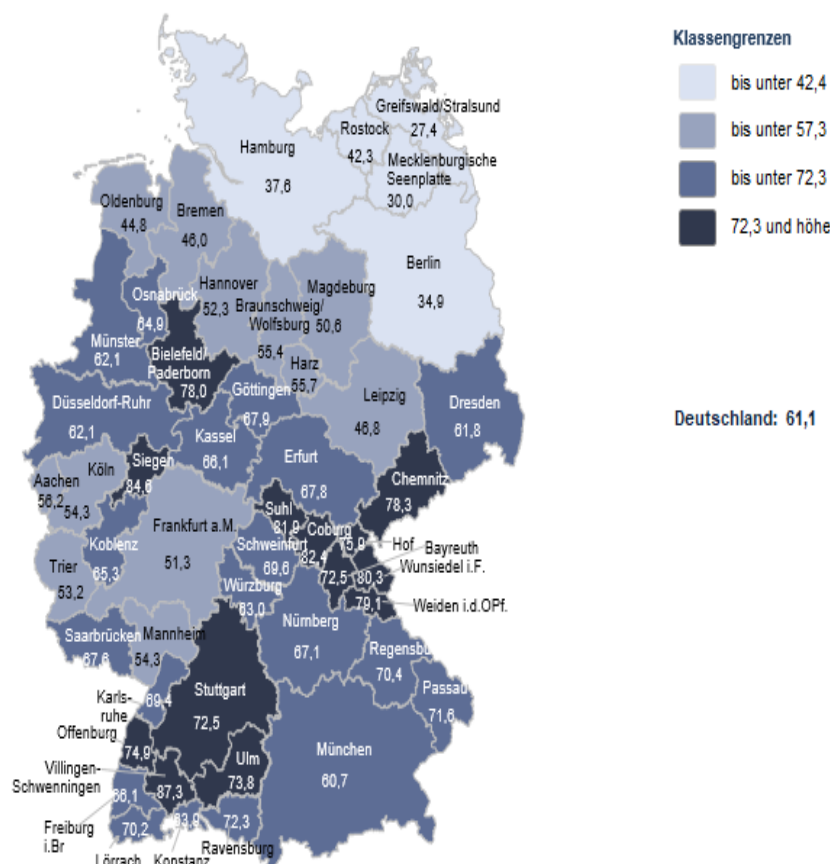 Klassengrenzen
bis unter 42,4
bis unter 57,3
bis unter 72,3
72,3 und höhe
Deutschland: 61,1
Greifswald/Stralsund
27,4
Rostock
42,3
Hamburg
37,6
Mecklenburgische
Seenplatte
30,0
Oldenburg
44,8
Bremen
46,0
Berlin
34,9
Hannover
52,3
Magdeburg
50,6
Osnabrück
64,9
Braunschweig/
Wolfsburg
55,4
Münster
62,1
Bielefeld/
Paderborn
78,0
Harz
55,7
Göttingen
67,9
Leipzig
46,8
Dresden
61,8
Düsseldorf-Ruhr
62,1
Kassel
66,1
Erfurt
67,8
Siegen
84,6
Köln
54,3
Aachen
56,2
Chemnitz
78,3
Suhl
81,9
Coburg
82,4
Frankfurt a.M.
51,3
Hof
75,9
Koblenz
65,3
Schweinfurt
69,6
Bayreuth
72,5
Wunsiedel i.F.
80,3
Trier
53,2
Würzburg
63,0
Weiden i.d.OPf.
79,1
Nürnberg
67,1
Saarbrücken
67,6
Mannheim
54,3
Regensbu
70,4
Passau
71,6
Karls-
ruhe
69,4
Stuttgart
72,5
Offenburg
74,9
Ulm
73,8
München
60,7
Villingen-
Schwenningen
87,3
66,1
Freiburg
i.Br
70,2
Lörrach
63,9
Konstanz
72,3
Ravensburg